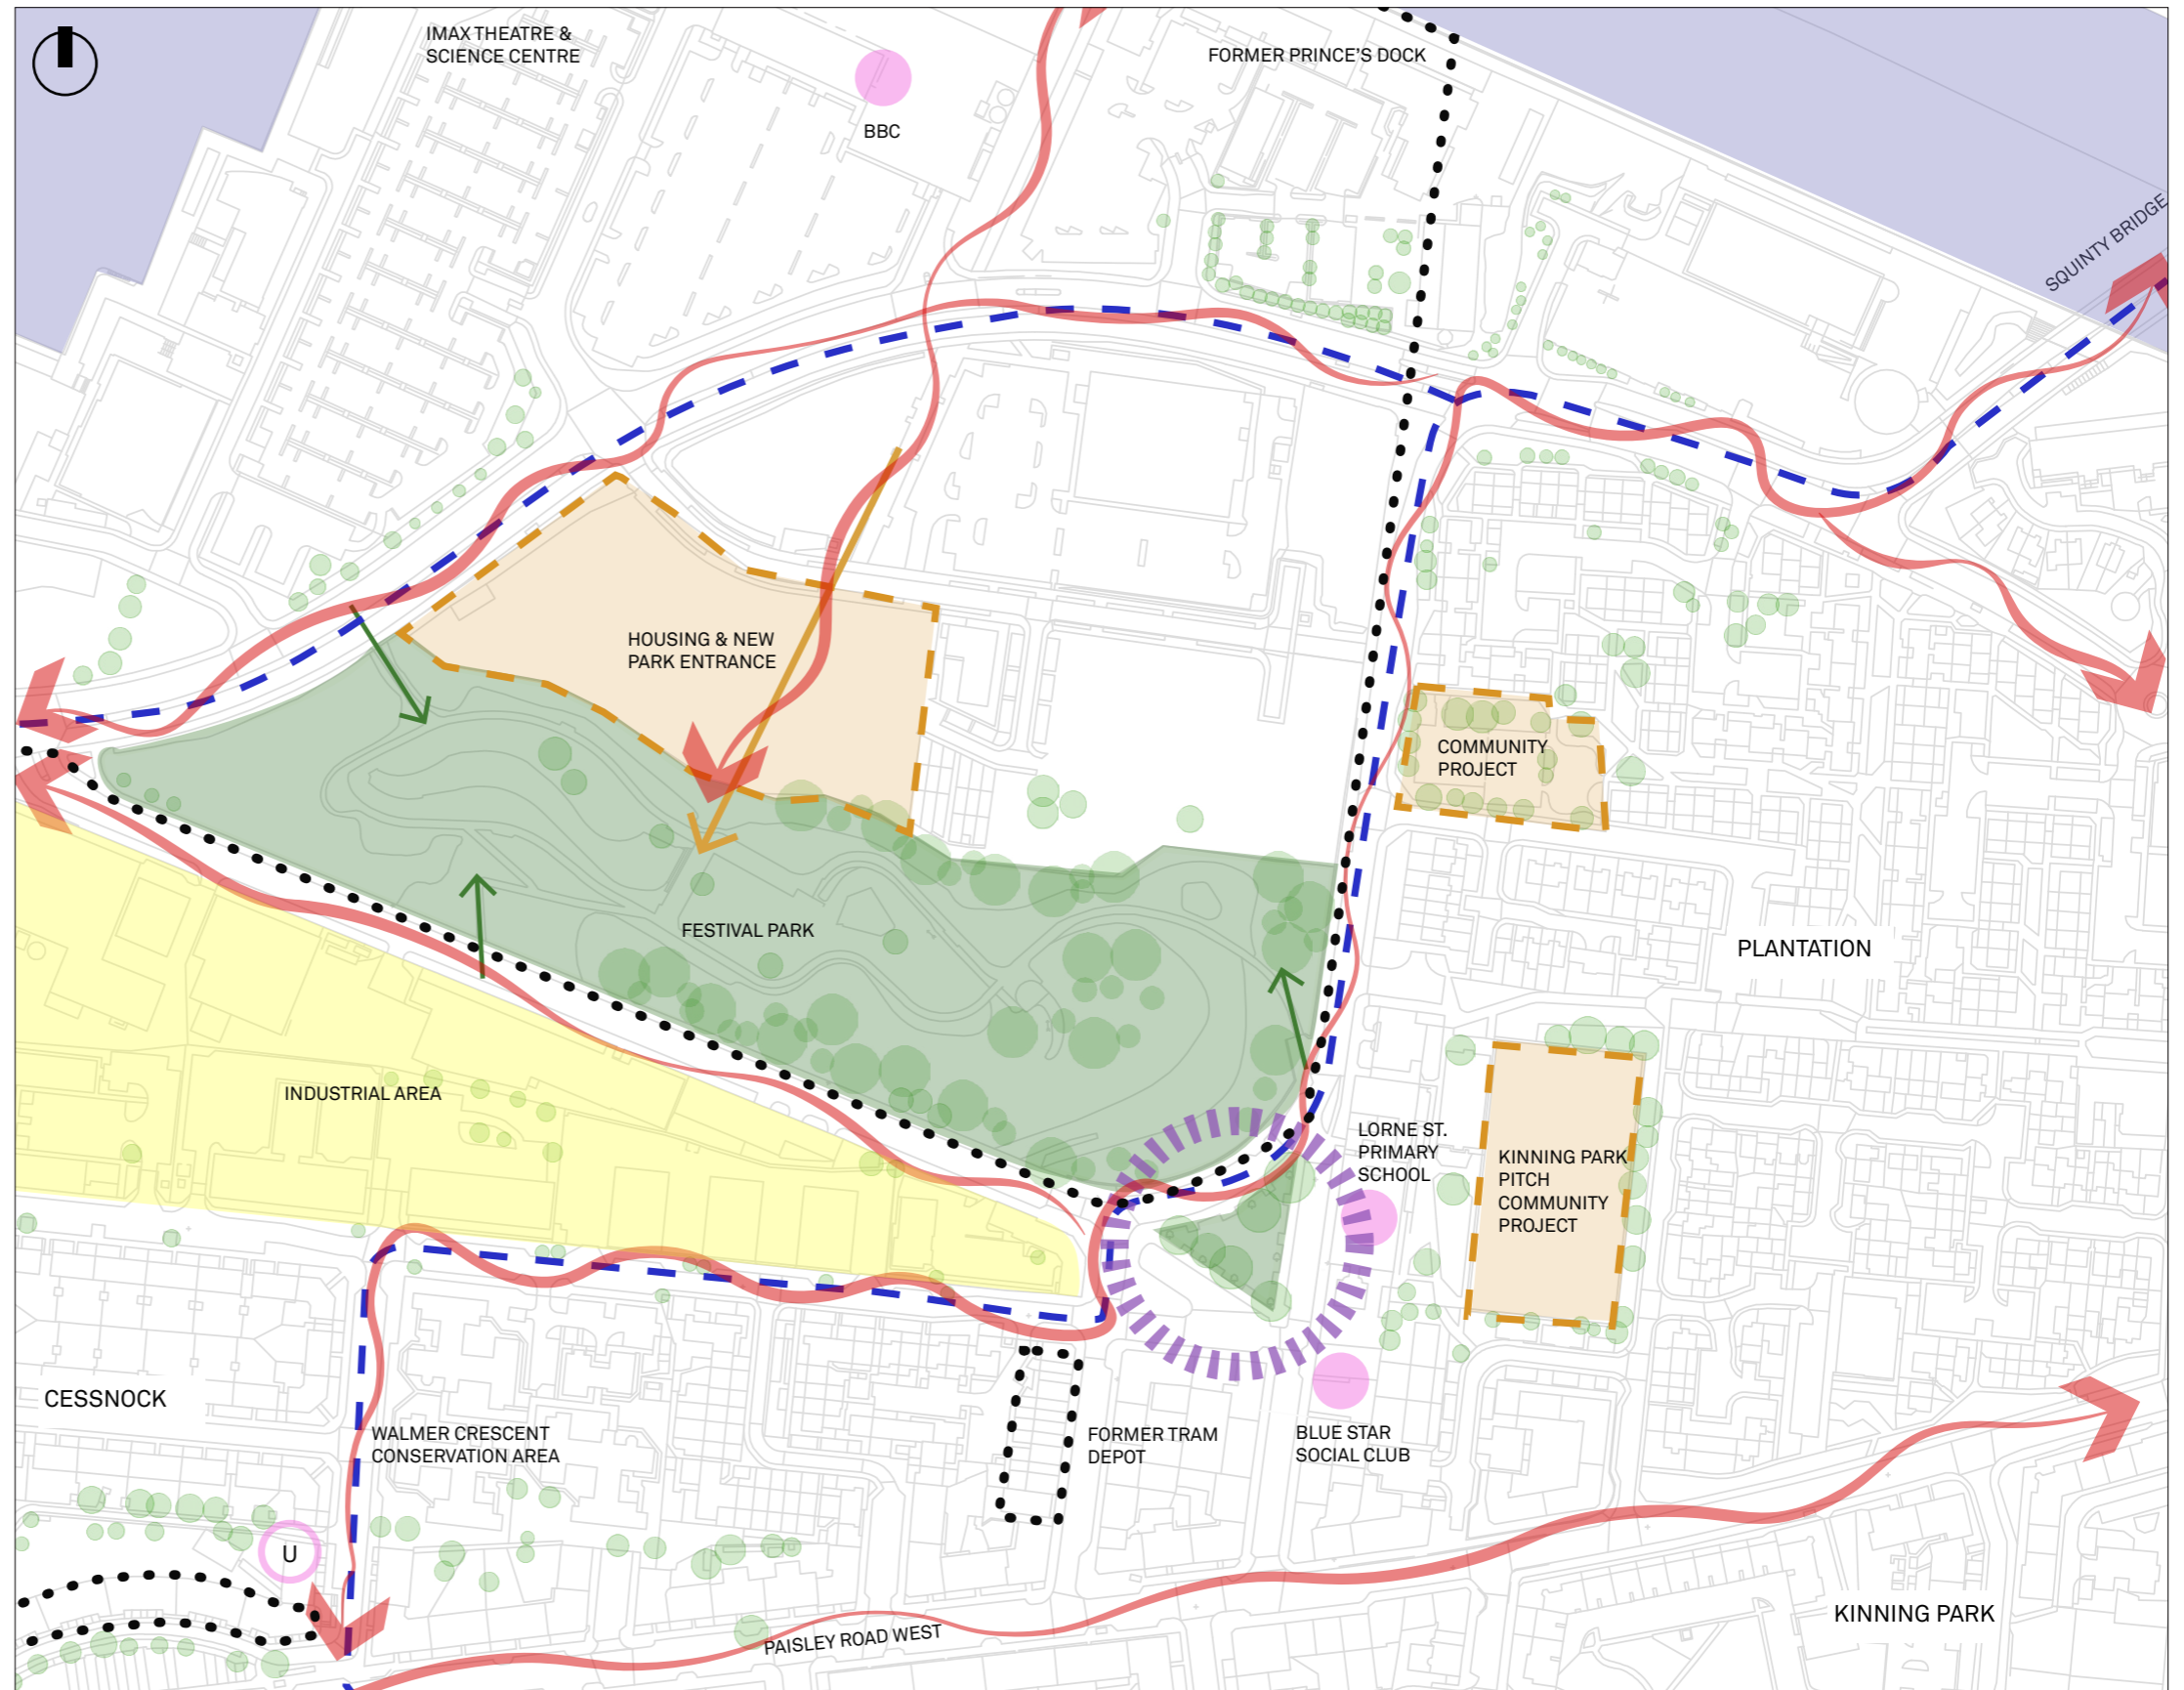 IMAX THEATRE &
SCIENCE CENTRE
FORMER PRINCE'S DOCK
BBC
SQUINTY BRIDGE
HOUSING & NEW
PARK ENTRANCE
COMMUNITY
PROJECT
FESTIVAL PARK
PLANTATION
INDUSTRIAL AREA
LORNE ST.
PRIMARY
SCHOOL
KINNING PARK
PITCH
COMMUNITY
PROJECT
CESSNOCK
WALMER CRESCENT
CONSERVATION AREA
FORMER TRAM
DEPOT
BLUE STAR
SOCIAL CLUB
U
KINNING PARK
PAISLEY ROAD WEST